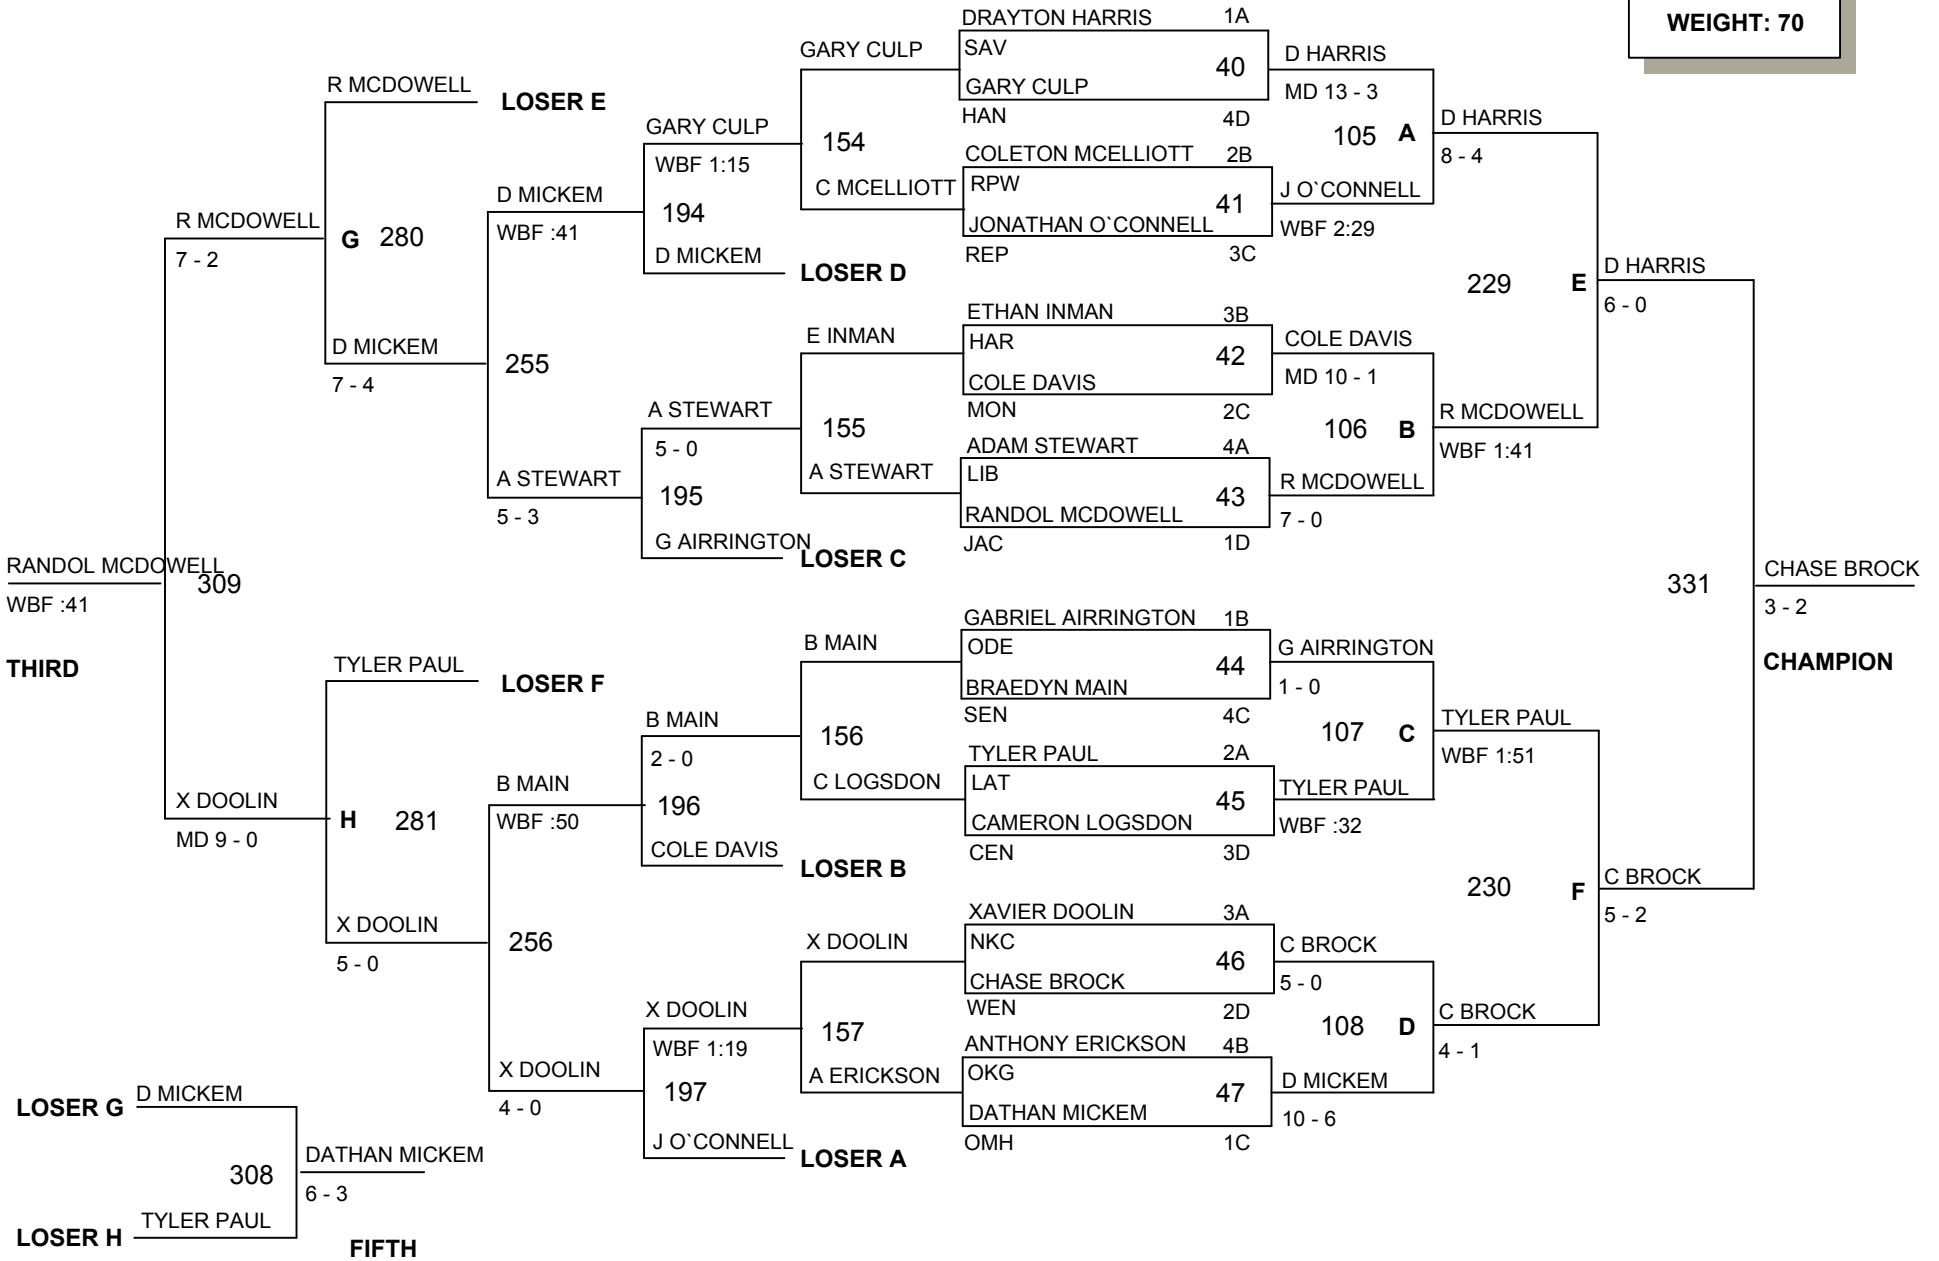 WEIGHT: 70
DRAYTON HARRIS 1A
SAV
40
GARY CULP
HAN 4D
COLETON MCELLIOTT 2B
RPW
41
JONATHAN O`CONNELL
REP 3C
ETHAN INMAN 3B
HAR
42
COLE DAVIS
MON 2C
ADAM STEWART 4A
LIB
43
RANDOL MCDOWELL
JAC 1D
GABRIEL AIRRINGTON 1B
ODE
44
BRAEDYN MAIN
SEN 4C
TYLER PAUL 2A
LAT
45
CAMERON LOGSDON
CEN 3D
XAVIER DOOLIN 3A
NKC
46
CHASE BROCK
WEN 2D
ANTHONY ERICKSON 4B
OKG
47
DATHAN MICKEM
OMH 1C
D HARRIS
MD 13 - 3
105 A
J O`CONNELL
WBF 2:29
COLE DAVIS
MD 10 - 1
106 B
R MCDOWELL
7 - 0
G AIRRINGTON
1 - 0
107 C
TYLER PAUL
WBF :32
C BROCK
5 - 0
108 D
D MICKEM
10 - 6
D HARRIS
8 - 4
229 E
R MCDOWELL
WBF 1:41
TYLER PAUL
WBF 1:51
230 F
C BROCK
4 - 1
D HARRIS
6 - 0
331
C BROCK
5 - 2
CHASE BROCK
3 - 2
CHAMPION
GARY CULP
154
C MCELLIOTT
E INMAN
155
A STEWART
B MAIN
156
C LOGSDON
X DOOLIN
157
A ERICKSON
GARY CULP
WBF 1:15
194
D MICKEM
LOSER D
A STEWART
5 - 0
195
G AIRRINGTON
LOSER C
B MAIN
2 - 0
196
COLE DAVIS
LOSER B
X DOOLIN
WBF 1:19
197
J O`CONNELL
LOSER A
D MICKEM
WBF :41
255
A STEWART
5 - 3
B MAIN
WBF :50
256
X DOOLIN
4 - 0
R MCDOWELL
LOSER E
G 280
D MICKEM
7 - 4
TYLER PAUL
LOSER F
H 281
X DOOLIN
5 - 0
R MCDOWELL
7 - 2
309
X DOOLIN
MD 9 - 0
RANDOL MCDOWELL
WBF :41
THIRD
LOSER G D MICKEM
308
LOSER H TYLER PAUL
DATHAN MICKEM
6 - 3
FIFTH